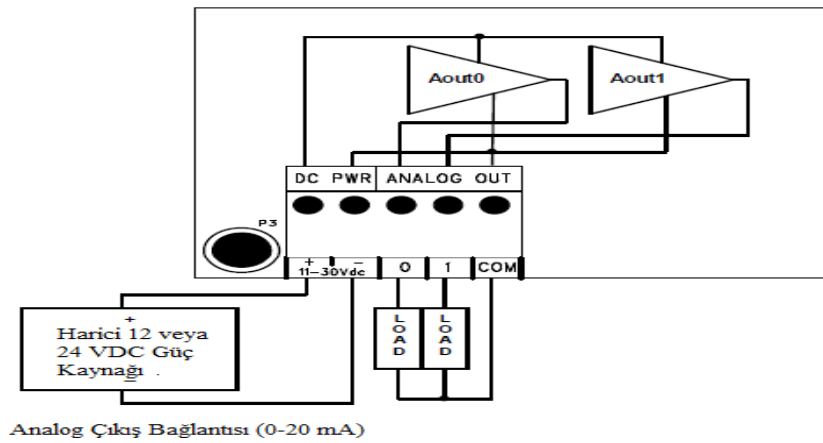 Aout0
Aout1
DC PWR ANALOG OUT
P3
+ −
11-30Vdc 0 1 COM
+
Harici 12 veya
24 VDC Güç
Kaynağı .
−
LOAD
LOAD
Analog Çıkış Bağlantısı (0-20 mA)